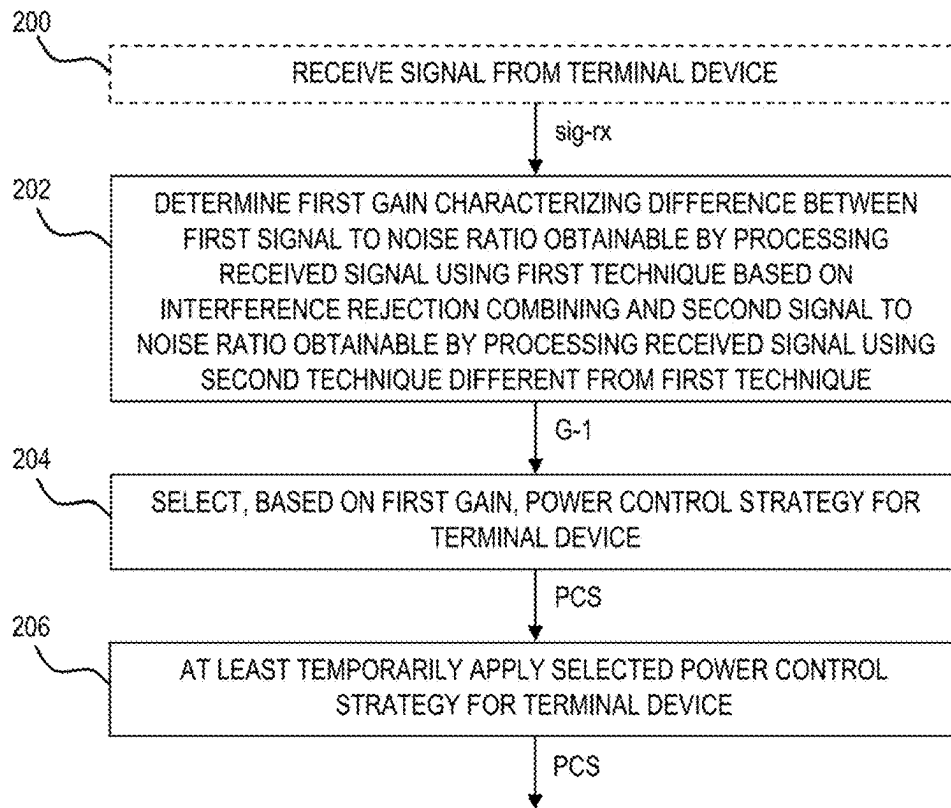 200
RECEIVE SIGNAL FROM TERMINAL DEVICE
sig-rx
202
DETERMINE FIRST GAIN CHARACTERIZING DIFFERENCE BETWEEN
FIRST SIGNAL TO NOISE RATIO OBTAINABLE BY PROCESSING
RECEIVED SIGNAL USING FIRST TECHNIQUE BASED ON
INTERFERENCE REJECTION COMBINING AND SECOND SIGNAL TO
NOISE RATIO OBTAINABLE BY PROCESSING RECEIVED SIGNAL USING
SECOND TECHNIQUE DIFFERENT FROM FIRST TECHNIQUE
G-1
204
SELECT, BASED ON FIRST GAIN, POWER CONTROL STRATEGY FOR
TERMINAL DEVICE
PCS
206
AT LEAST TEMPORARILY APPLY SELECTED POWER CONTROL
STRATEGY FOR TERMINAL DEVICE
PCS